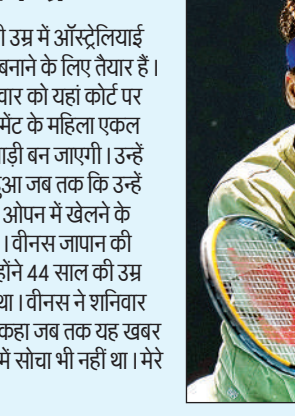 ी उम्र में ऑस्ट्रेलियाई
बनाने के लिए तैयार हैं ।
वार को यहां कोर्ट पर
मेंट के महिला एकल
ाड़ी बन जाएगी । उन्हें
हुआ जब तक कि उन्हें
ओपन में खेलने के
। वीनस जापान की
होंने 44 साल की उम्र
था । वीनस ने शनिवार
कहा जब तक यह खबर
में सोचा भी नहीं था । मेरे